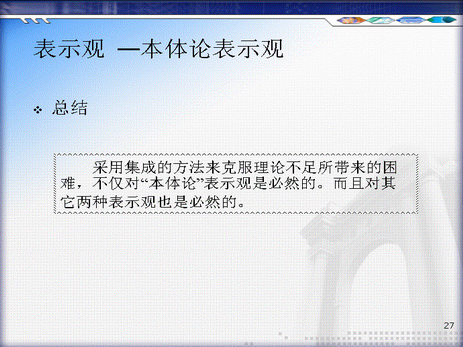 表示观 —本体论表示观
总结
采用集成的方法来克服理论不足所带来的困
难，不仅对“本体论”表示观是必然的。而且对其
它两种表示观也是必然的。
27